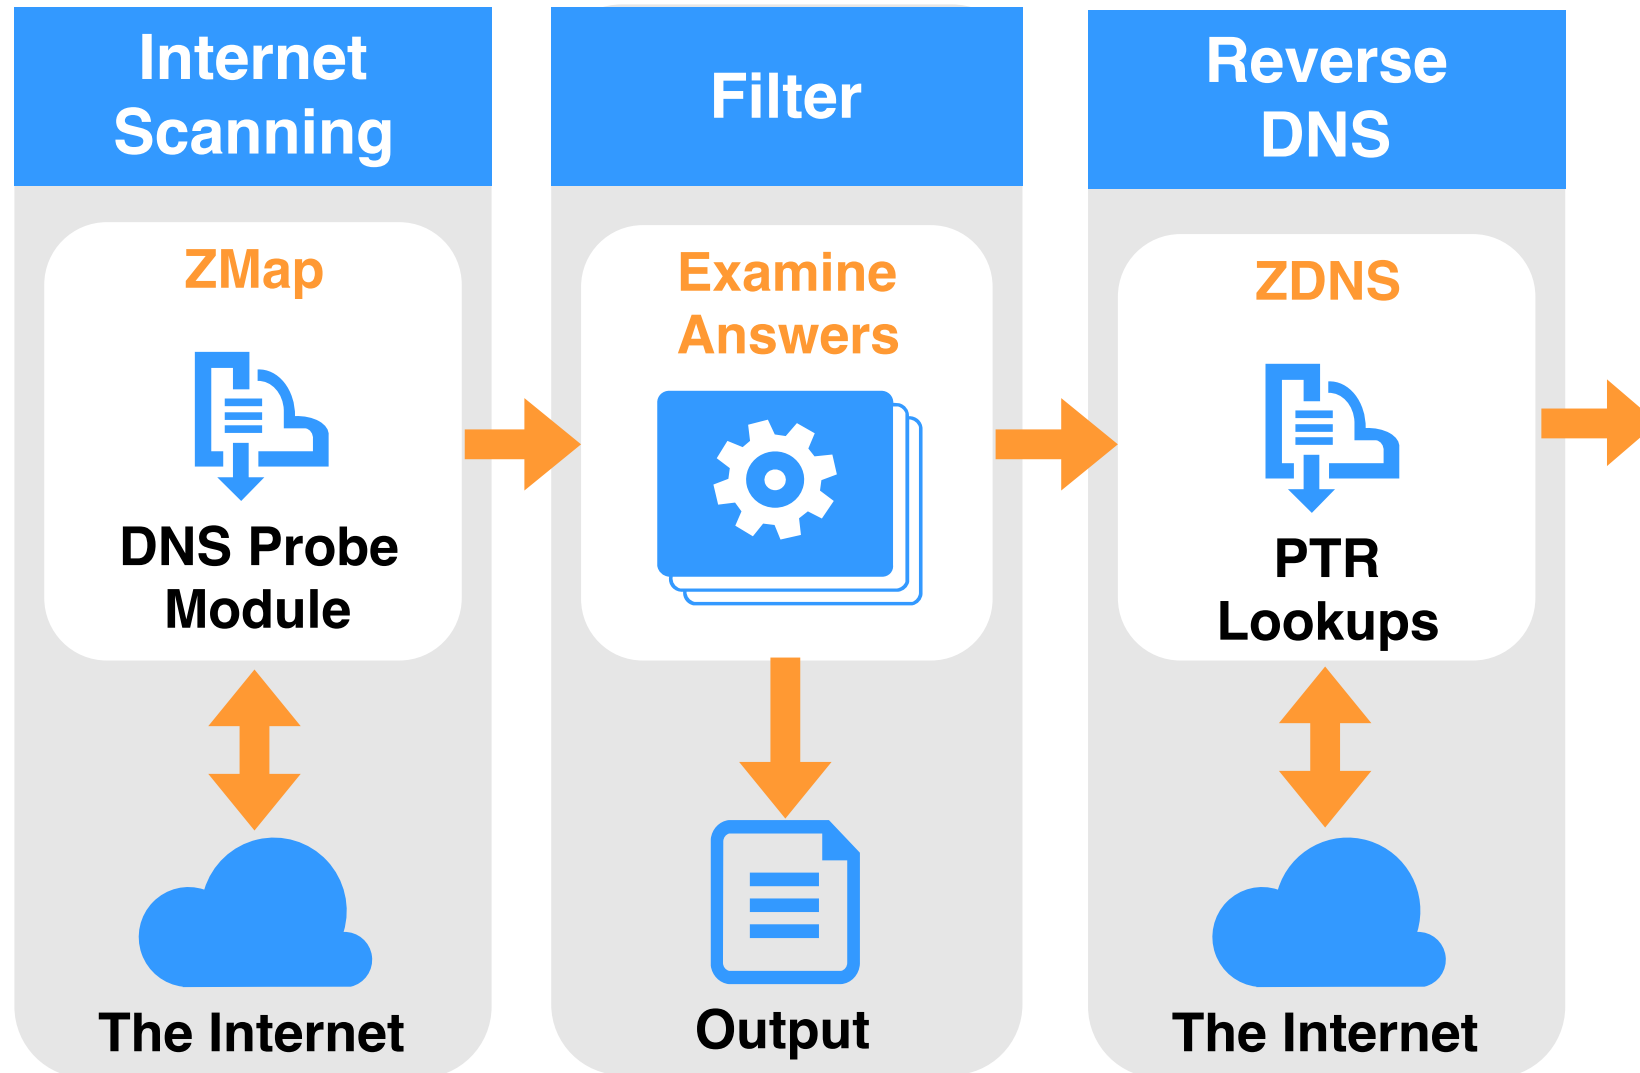 Internet
Scanning
ZMap
DNS Probe
Module
The Internet
Filter
Examine
Answers
Output
Reverse
DNS
ZDNS
PTR
Lookups
The Internet